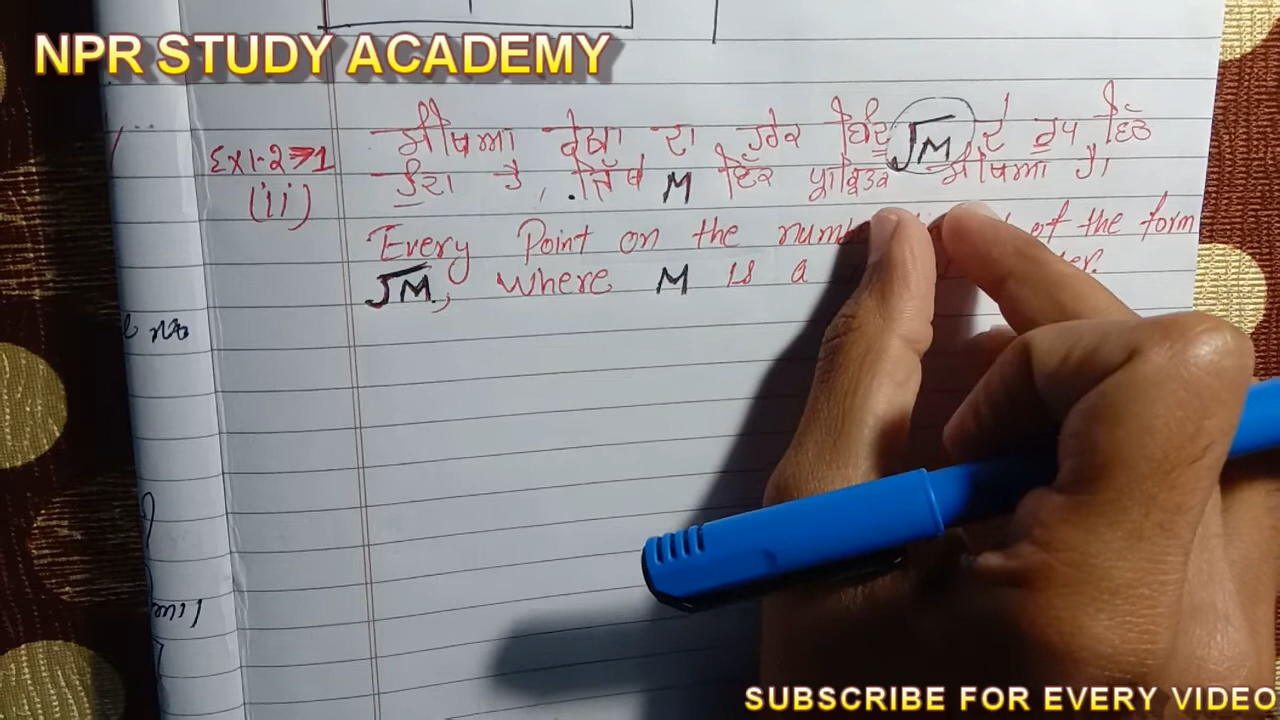 NPR STUDY ACADEMY
ਸੰਖਿਆ ਰੇਖਾ ਦਾ ਹਰੇਕ ਬਿੰਦੂ √M ਦੇ ਰੂਪ ਵਿੱਚ
Ex 1.2 ⇒ 1
(ii)
ਹੁੰਦਾ ਹੈ, ਜਿੱਥੇ M ਇੱਕ ਪ੍ਰਾਕ੍ਰਿਤਕ ਸੰਖਿਆ ਹੈ।
Every Point on the of the form
√M, where M is a
SUBSCRIBE FOR EVERY VIDEO